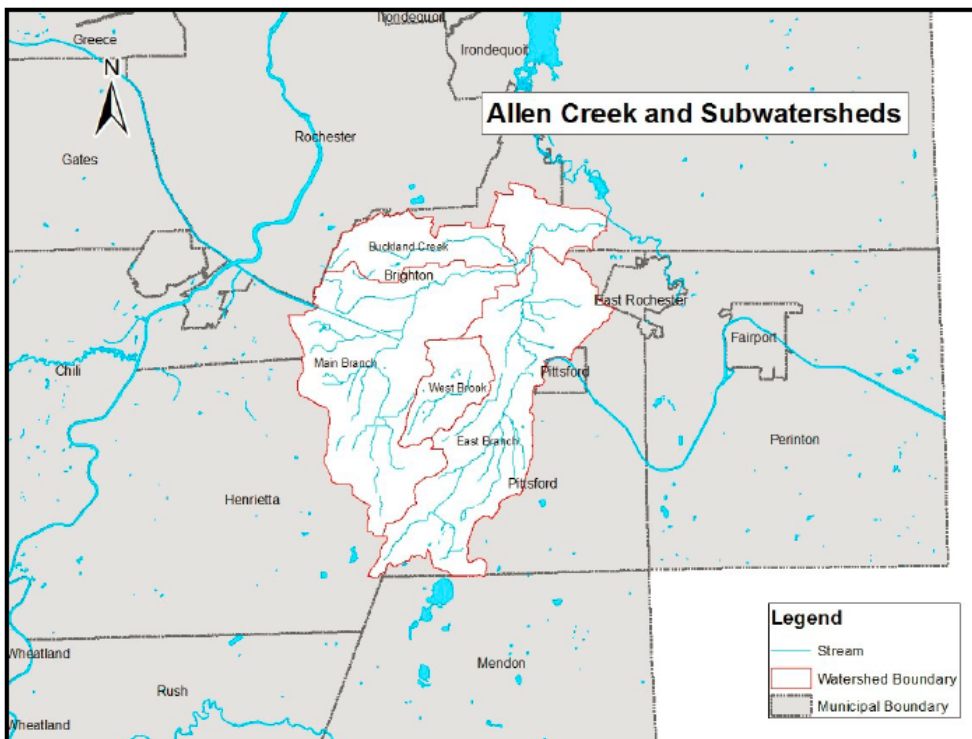 Irondequoit
Greece
Irondequoit
N
Allen Creek and Subwatersheds
Rochester
Gates
Buckland Creek
Brighton
East Rochester
Fairport
Main Branch
Chili
Pittsford
West Brook
East Branch
Perinton
Pittsford
Henrietta
Legend
Stream
Wheatland
Mendon
Watershed Boundary
Rush
Municipal Boundary
Wheatland